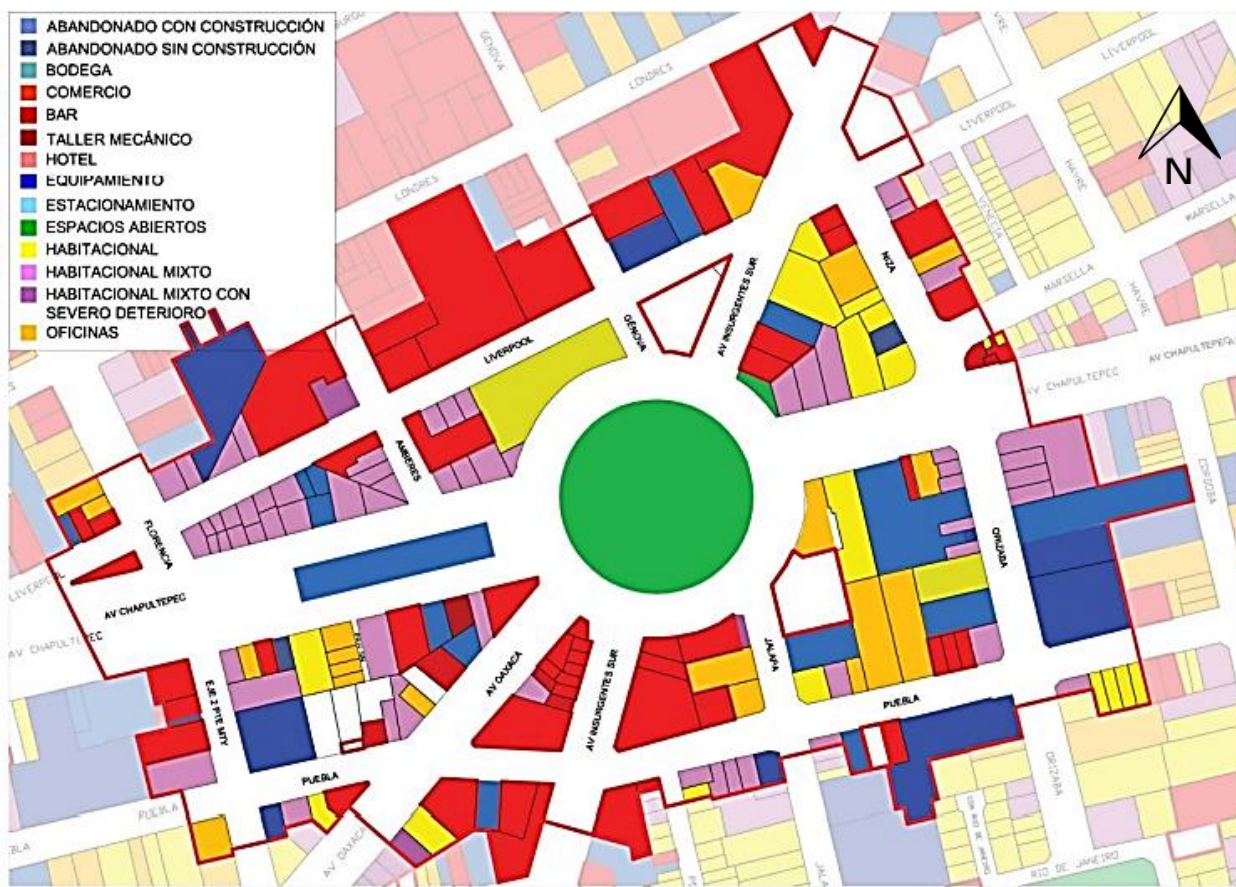 ABANDONADO CON CONSTRUCCIÓN
ABANDONADO SIN CONSTRUCCIÓN
BODEGA
COMERCIO
BAR
TALLER MECÁNICO
HOTEL
EQUIPAMIENTO
ESTACIONAMIENTO
ESPACIOS ABIERTOS
HABITACIONAL
HABITACIONAL MIXTO
HABITACIONAL MIXTO CON
SEVERO DETERIORO
OFICINAS
N
GENOVA
LONDRES
LIVERPOOL
LIVERPOOL
HAVRE
LONDRES
VENECIA
MARSELLA
NIZA
AV INSURGENTES SUR
GÉNOVA
MARSELLA
HAVRE
LIVERPOOL
AV CHAPULTEPEC
AV CHAPULTEPEC
AMBERES
CORDOBA
FLORENCIA
ORIZABA
LIVERPOOL
AV CHAPULTEPEC
AV CHAPULTEPEC
JALAPA
AV OAXACA
EJE 2 PTE MTY
AV INSURGENTES SUR
PUEBLA
PUEBLA
PUEBLA
ORIZABA
AV OAXACA
RIO DE JANEIRO